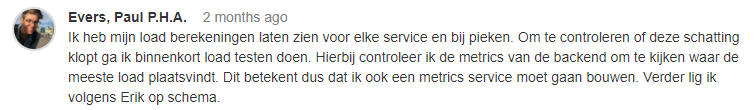 Evers, Paul P.H.A. 2 months ago
Ik heb mijn load berekeningen laten zien voor elke service en bij pieken. Om te controleren of deze schatting
klopt ga ik binnenkort load testen doen. Hierbij controleer ik de metrics van de backend om te kijken waar de
meeste load plaatsvindt. Dit betekent dus dat ik ook een metrics service moet gaan bouwen. Verder lig ik
volgens Erik op schema.